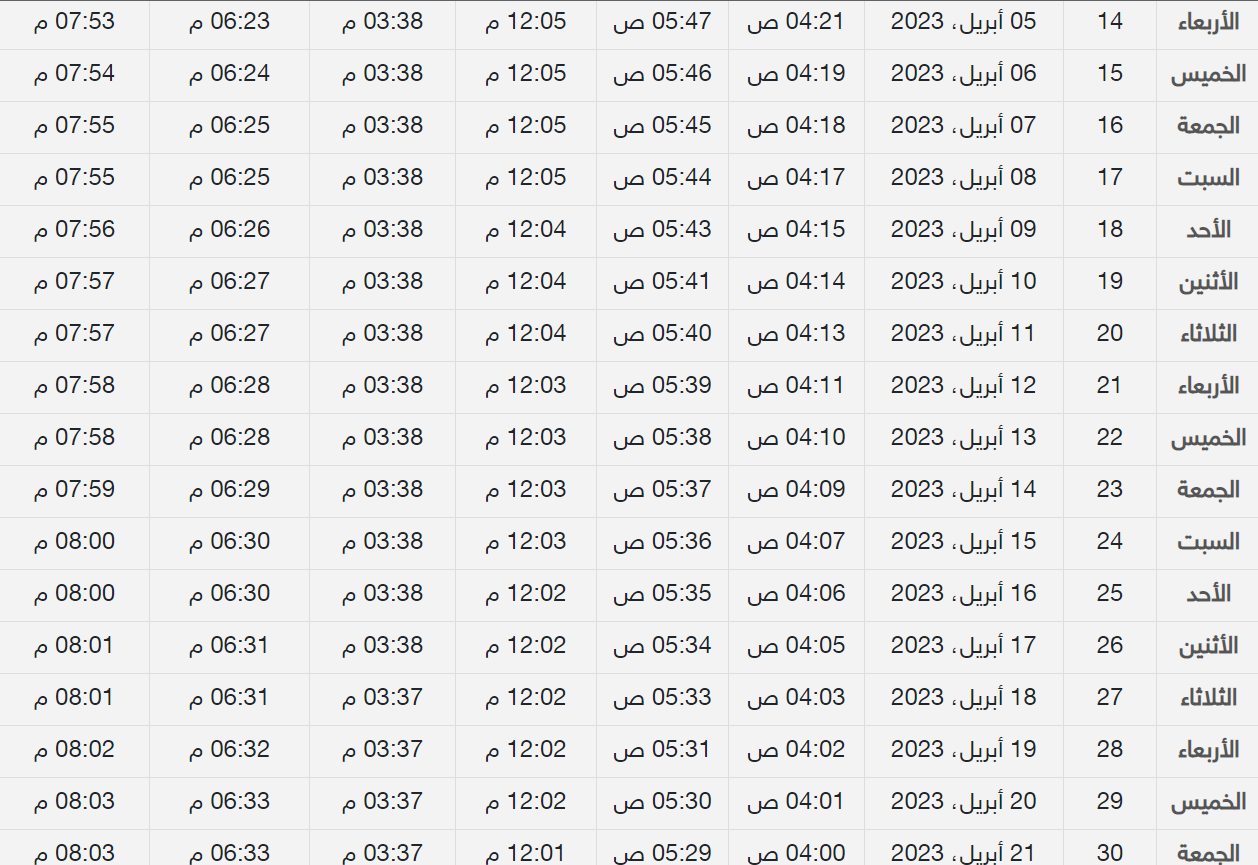 الأربعاء 14 05 أبريل، 2023 04:21 ص 05:47 ص 12:05 م 03:38 م 06:23 م 07:53 م
الخميس 15 06 أبريل، 2023 04:19 ص 05:46 ص 12:05 م 03:38 م 06:24 م 07:54 م
الجمعة 16 07 أبريل، 2023 04:18 ص 05:45 ص 12:05 م 03:38 م 06:25 م 07:55 م
السبت 17 08 أبريل، 2023 04:17 ص 05:44 ص 12:05 م 03:38 م 06:25 م 07:55 م
الأحد 18 09 أبريل، 2023 04:15 ص 05:43 ص 12:04 م 03:38 م 06:26 م 07:56 م
الأثنين 19 10 أبريل، 2023 04:14 ص 05:41 ص 12:04 م 03:38 م 06:27 م 07:57 م
الثلاثاء 20 11 أبريل، 2023 04:13 ص 05:40 ص 12:04 م 03:38 م 06:27 م 07:57 م
الأربعاء 21 12 أبريل، 2023 04:11 ص 05:39 ص 12:03 م 03:38 م 06:28 م 07:58 م
الخميس 22 13 أبريل، 2023 04:10 ص 05:38 ص 12:03 م 03:38 م 06:28 م 07:58 م
الجمعة 23 14 أبريل، 2023 04:09 ص 05:37 ص 12:03 م 03:38 م 06:29 م 07:59 م
السبت 24 15 أبريل، 2023 04:07 ص 05:36 ص 12:03 م 03:38 م 06:30 م 08:00 م
الأحد 25 16 أبريل، 2023 04:06 ص 05:35 ص 12:02 م 03:38 م 06:30 م 08:00 م
الأثنين 26 17 أبريل، 2023 04:05 ص 05:34 ص 12:02 م 03:38 م 06:31 م 08:01 م
الثلاثاء 27 18 أبريل، 2023 04:03 ص 05:33 ص 12:02 م 03:37 م 06:31 م 08:01 م
الأربعاء 28 19 أبريل، 2023 04:02 ص 05:31 ص 12:02 م 03:37 م 06:32 م 08:02 م
الخميس 29 20 أبريل، 2023 04:01 ص 05:30 ص 12:02 م 03:37 م 06:33 م 08:03 م
الجمعة 30 21 أبريل، 2023 04:00 ص 05:29 ص 12:01 م 03:37 م 06:33 م 08:03 م